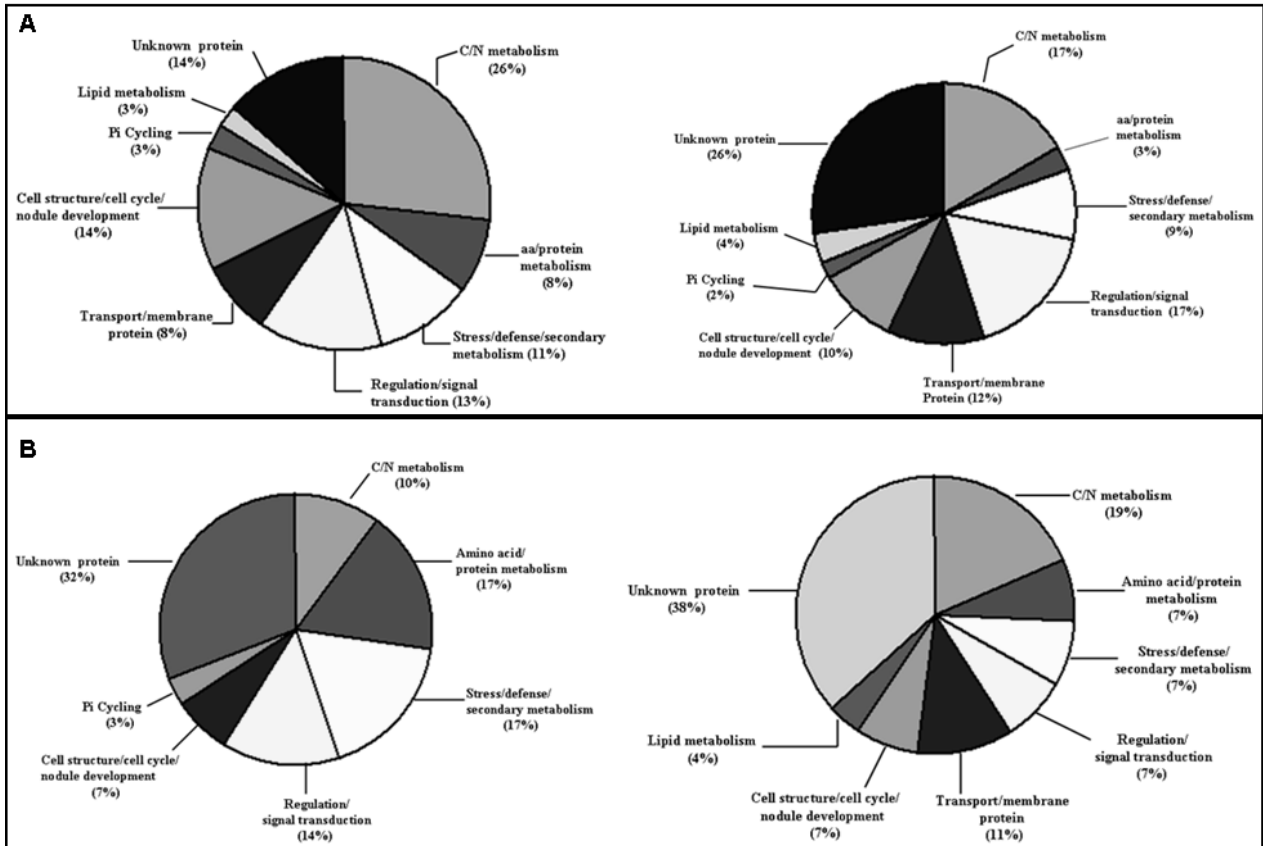 A
Unknown protein
(14%)
C/N metabolism
(26%)
Lipid metabolism
(3%)
Pi Cycling
(3%)
Cell structure/cell cycle/
nodule development
(14%)
aa/protein
metabolism
(8%)
Transport/membrane
protein (8%)
Stress/defense/secondary
metabolism (11%)
Regulation/signal
transduction (13%)
C/N metabolism
(17%)
Unknown protein
(26%)
aa/protein
metabolism
(3%)
Stress/defense/
secondary metabolism
(9%)
Lipid metabolism
(4%)
Pi Cycling
(2%)
Regulation/signal
transduction (17%)
Cell structure/cell cycle/
nodule development (10%)
Transport/membrane
Protein (12%)
B
C/N metabolism
(10%)
Unknown protein
(32%)
Amino acid/
protein metabolism
(17%)
Stress/defense/
secondary metabolism
(17%)
Pi Cycling
(3%)
Cell structure/cell cycle/
nodule development
(7%)
Regulation/
signal transduction
(14%)
C/N metabolism
(19%)
Unknown protein
(38%)
Amino acid/protein
metabolism
(7%)
Stress/defense/
secondary metabolism
(7%)
Lipid metabolism
(4%)
Regulation/
signal transduction
(7%)
Cell structure/cell cycle/
nodule development
(7%)
Transport/membrane
protein
(11%)